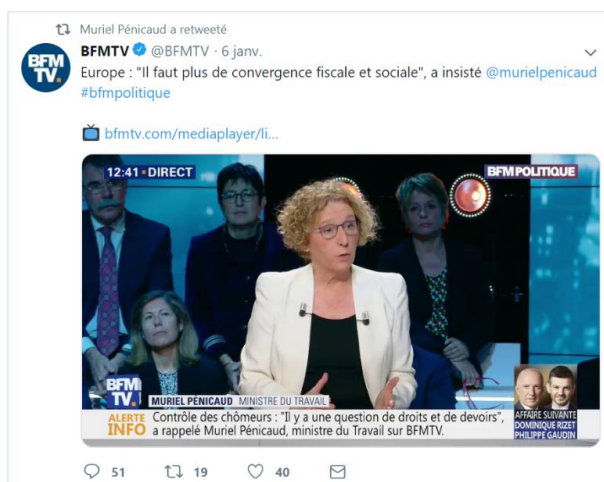 Muriel Pénicaud a retweeté
BFMTV @BFMTV · 6 janv.
Europe : "Il faut plus de convergence fiscale et sociale", a insisté @murielpenicaud
#bfmpolitique
bfmtv.com/mediaplayer/li...
BFM
TV.
12:41 DIRECT
BFM POLITIQUE
BFM
TV.
MURIEL PÉNICAUD MINISTRE DU TRAVAIL
ALERTE
INFO
Contrôle des chômeurs : "Il y a une question de droits et de devoirs",
a rappelé Muriel Pénicaud, ministre du Travail sur BFMTV.
AFFAIRE SUIVANTE
DOMINIQUE RIZET
PHILIPPE GAUDIN
51 19 40